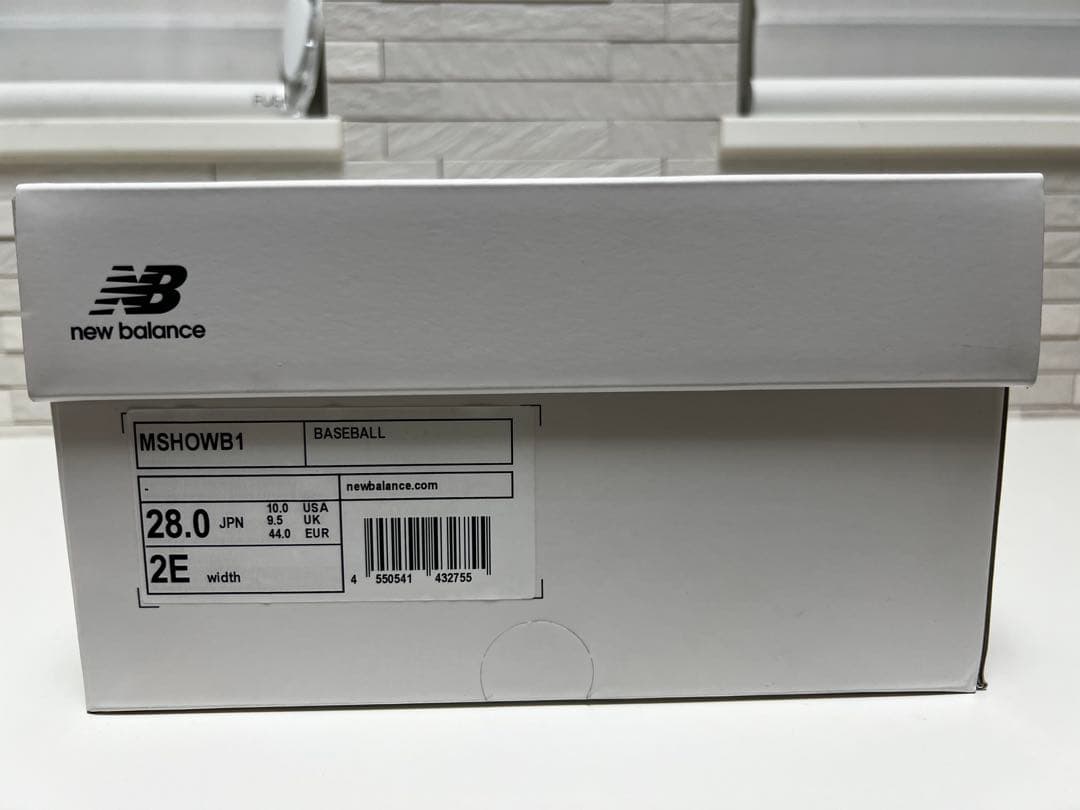 NB
new balance
MSHOWB1
BASEBALL
-
newbalance.com
28.0 JPN
10.0 USA
9.5 UK
44.0 EUR
2E width
4 550541 432755